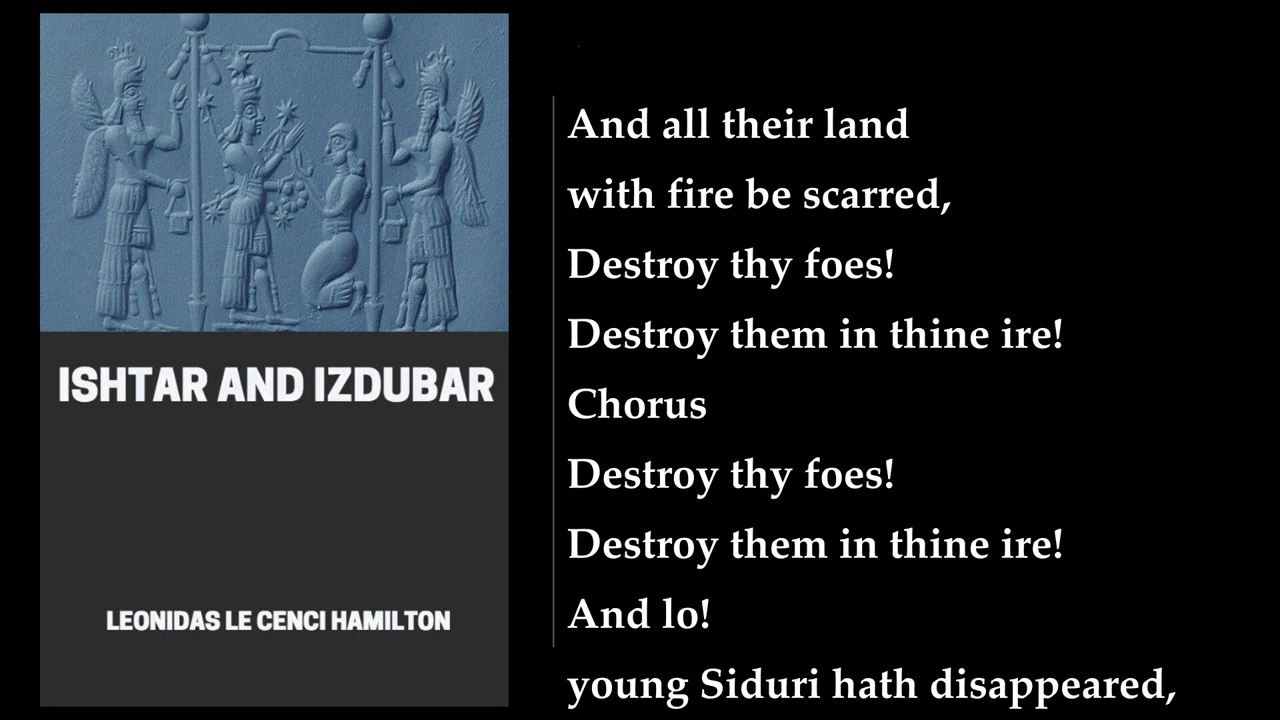 ISHTAR AND IZDUBAR
LEONIDAS LE CENCI HAMILTON
And all their land
with fire be scarred,
Destroy thy foes!
Destroy them in thine ire!
Chorus
Destroy thy foes!
Destroy them in thine ire!
And lo!
young Siduri hath disappeared,